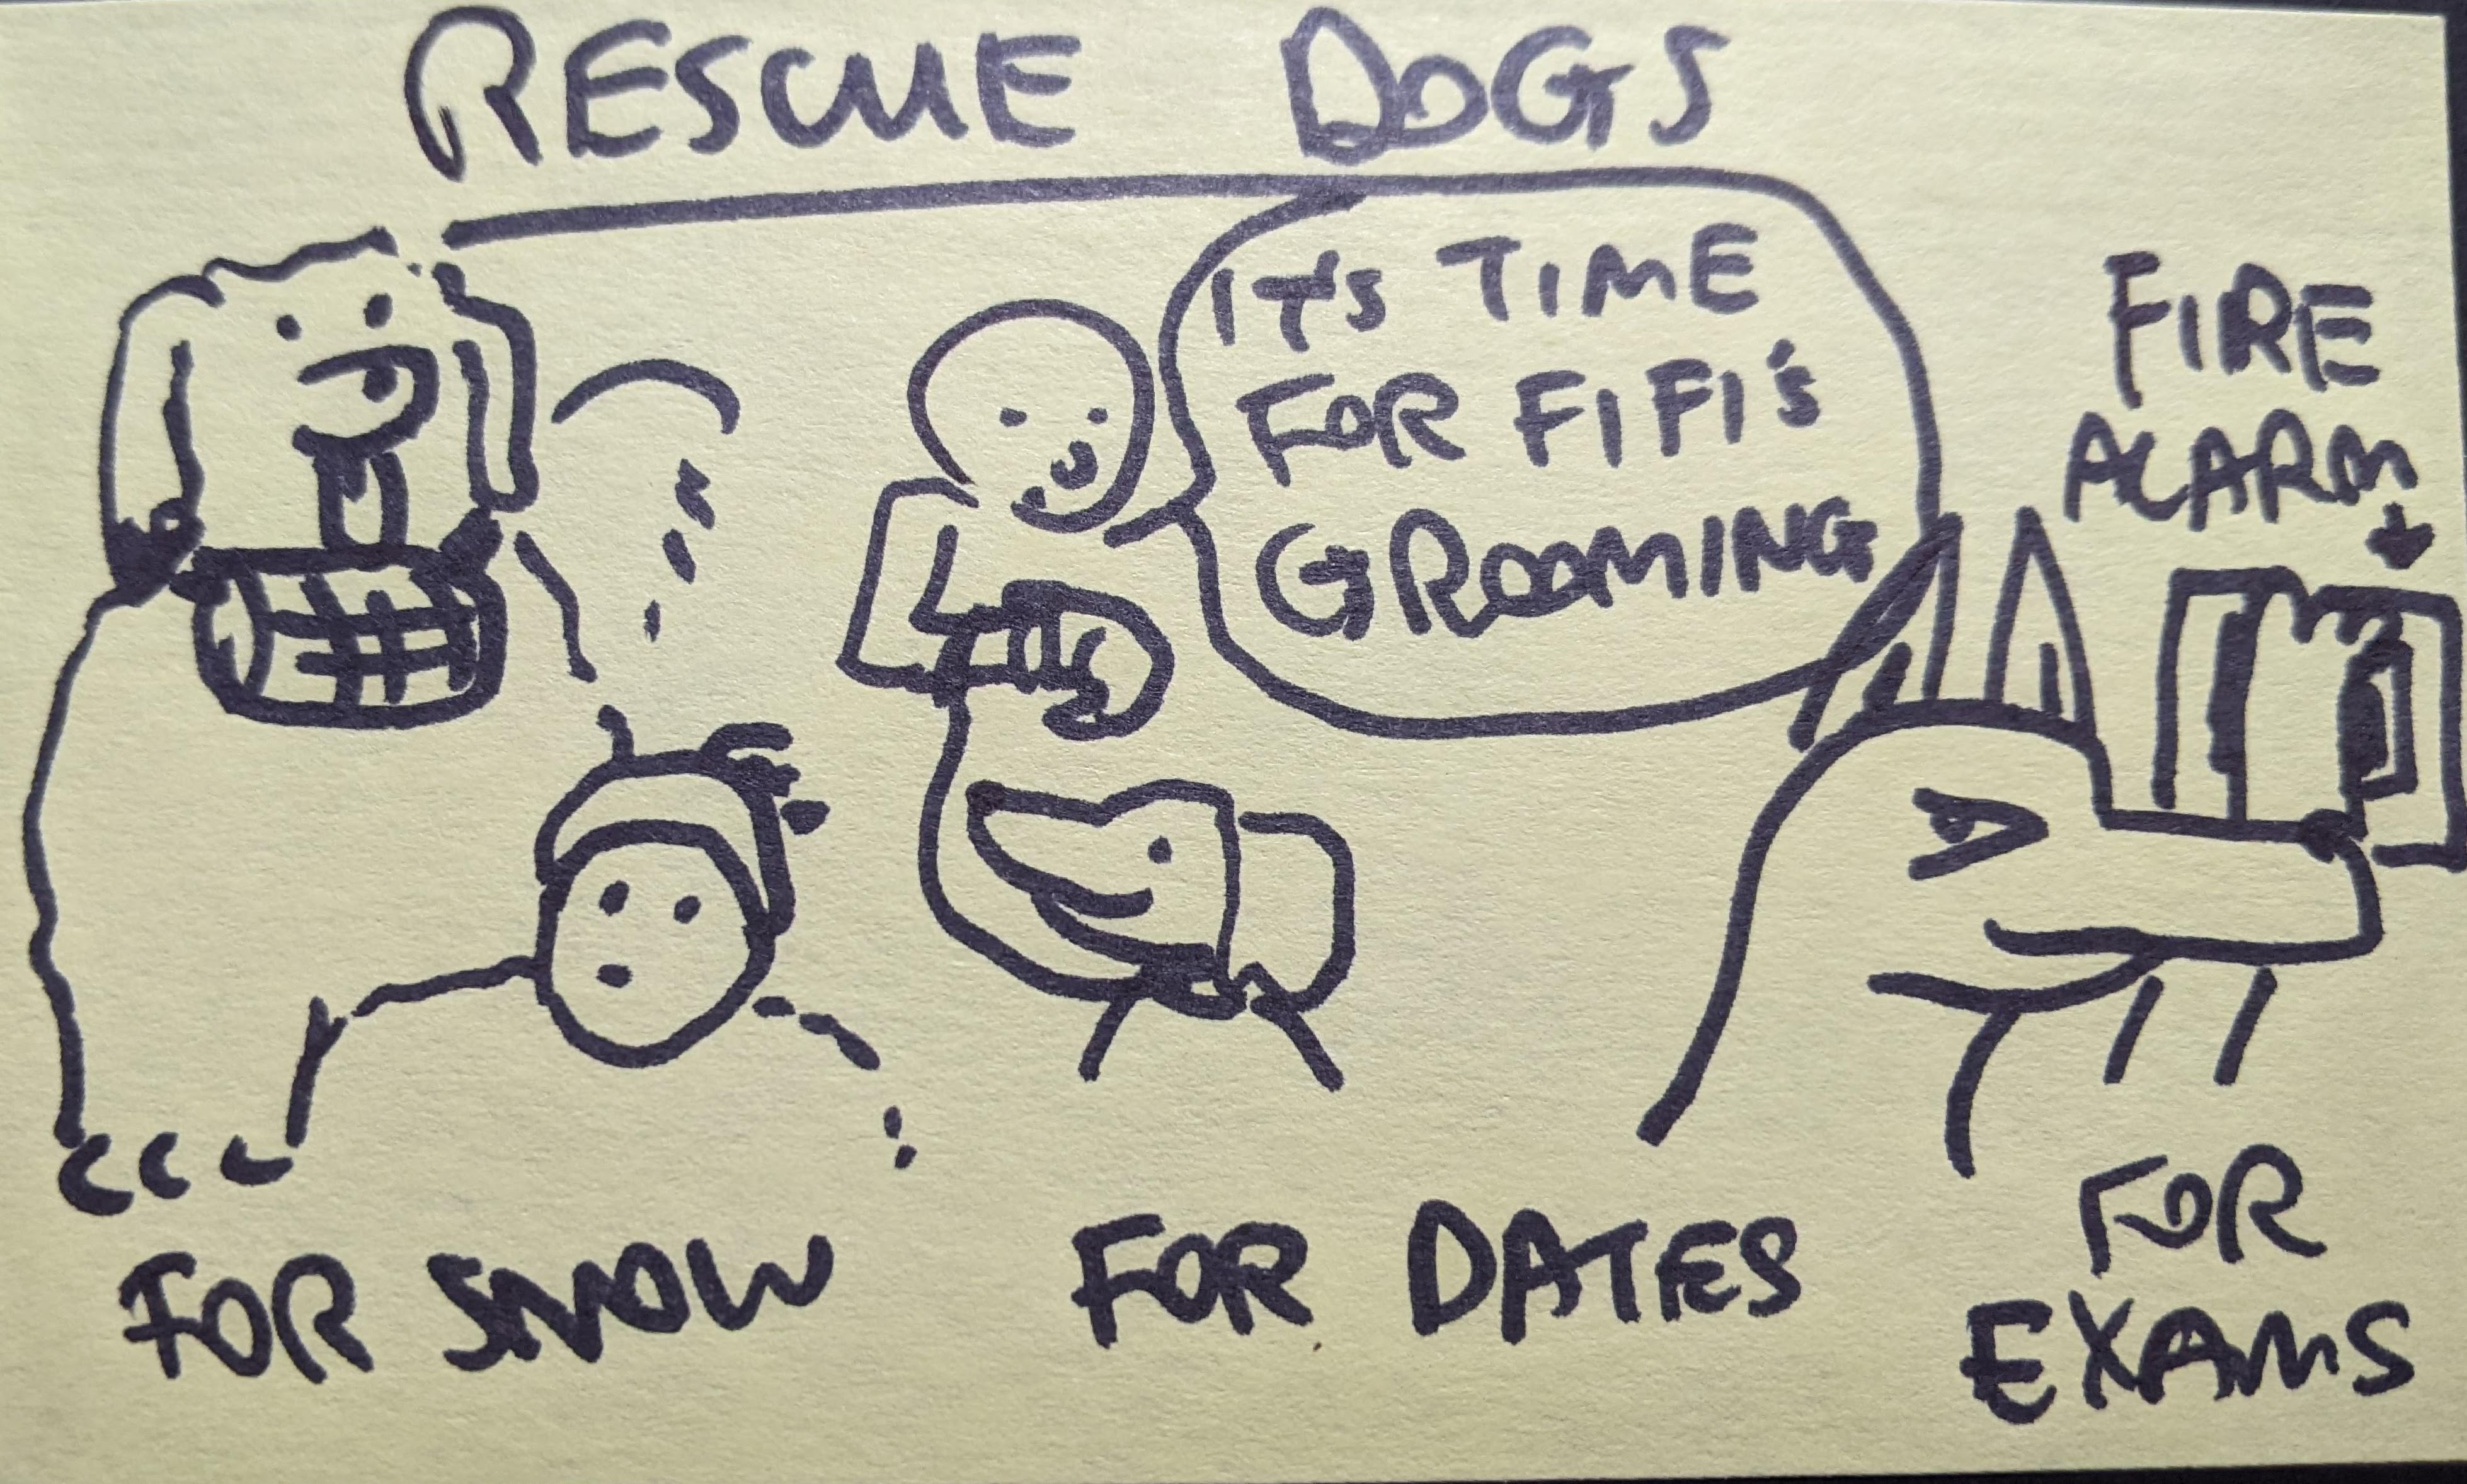 RESCUE DOGS
IT'S TIME
FOR FIFI'S
GROOMING
FIRE
ALARM
FOR SNOW
FOR DATES
FOR
EXAMS